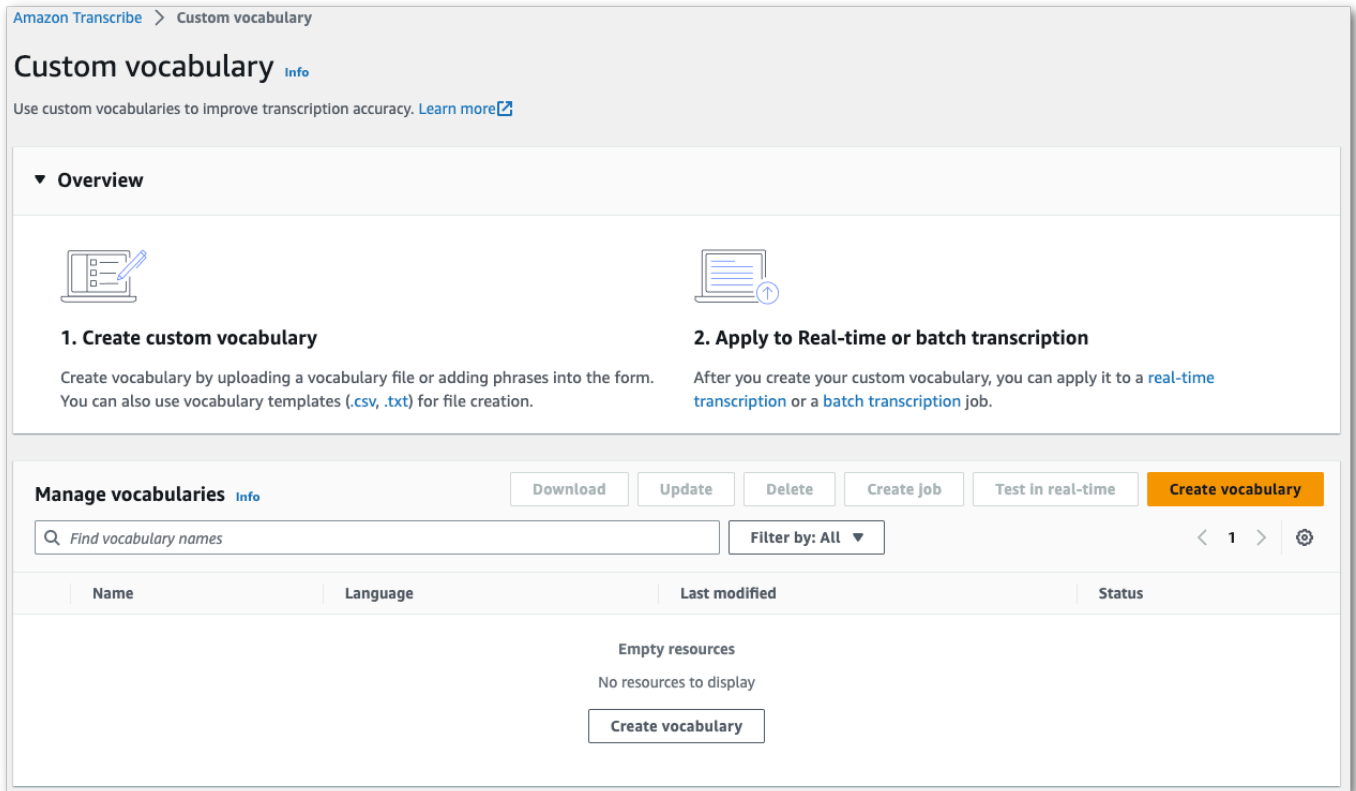 Amazon Transcribe > Custom vocabulary
Custom vocabulary Info
Use custom vocabularies to improve transcription accuracy. Learn more
Overview
1. Create custom vocabulary
Create vocabulary by uploading a vocabulary file or adding phrases into the form.
You can also use vocabulary templates (.csv, .txt) for file creation.
2. Apply to Real-time or batch transcription
After you create your custom vocabulary, you can apply it to a real-time
transcription or a batch transcription job.
Manage vocabularies Info
Download Update Delete Create job Test in real-time Create vocabulary
Find vocabulary names Filter by: All 1
Name Language Last modified Status
Empty resources
No resources to display
Create vocabulary